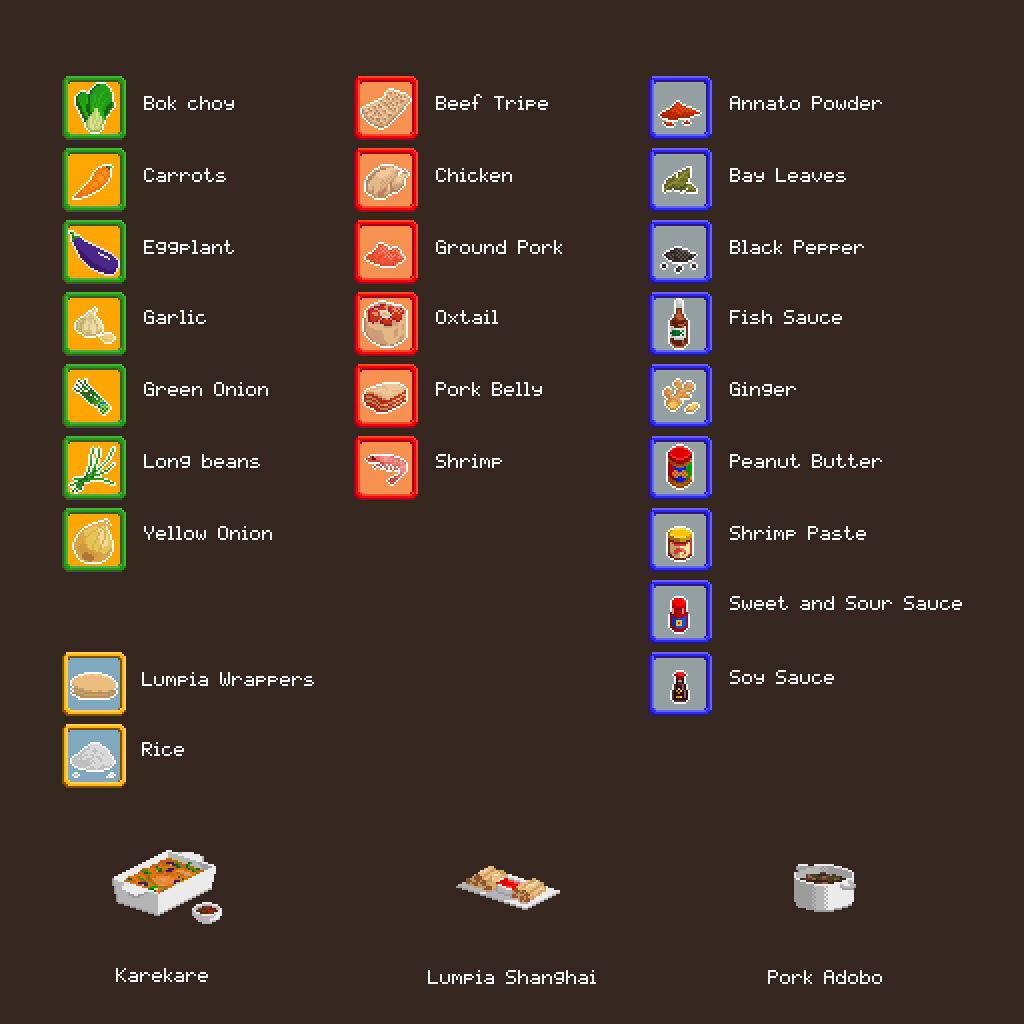 Bok choy
Carrots
Eggplant
Garlic
Green Onion
Long beans
Yellow Onion
Lumpia Wrappers
Rice
Beef Tripe
Chicken
Ground Pork
Oxtail
Pork Belly
Shrimp
Annato Powder
Bay Leaves
Black Pepper
Fish Sauce
Ginger
Peanut Butter
Shrimp Paste
Sweet and Sour Sauce
Soy Sauce
Karekare
Lumpia Shanghai
Pork Adobo